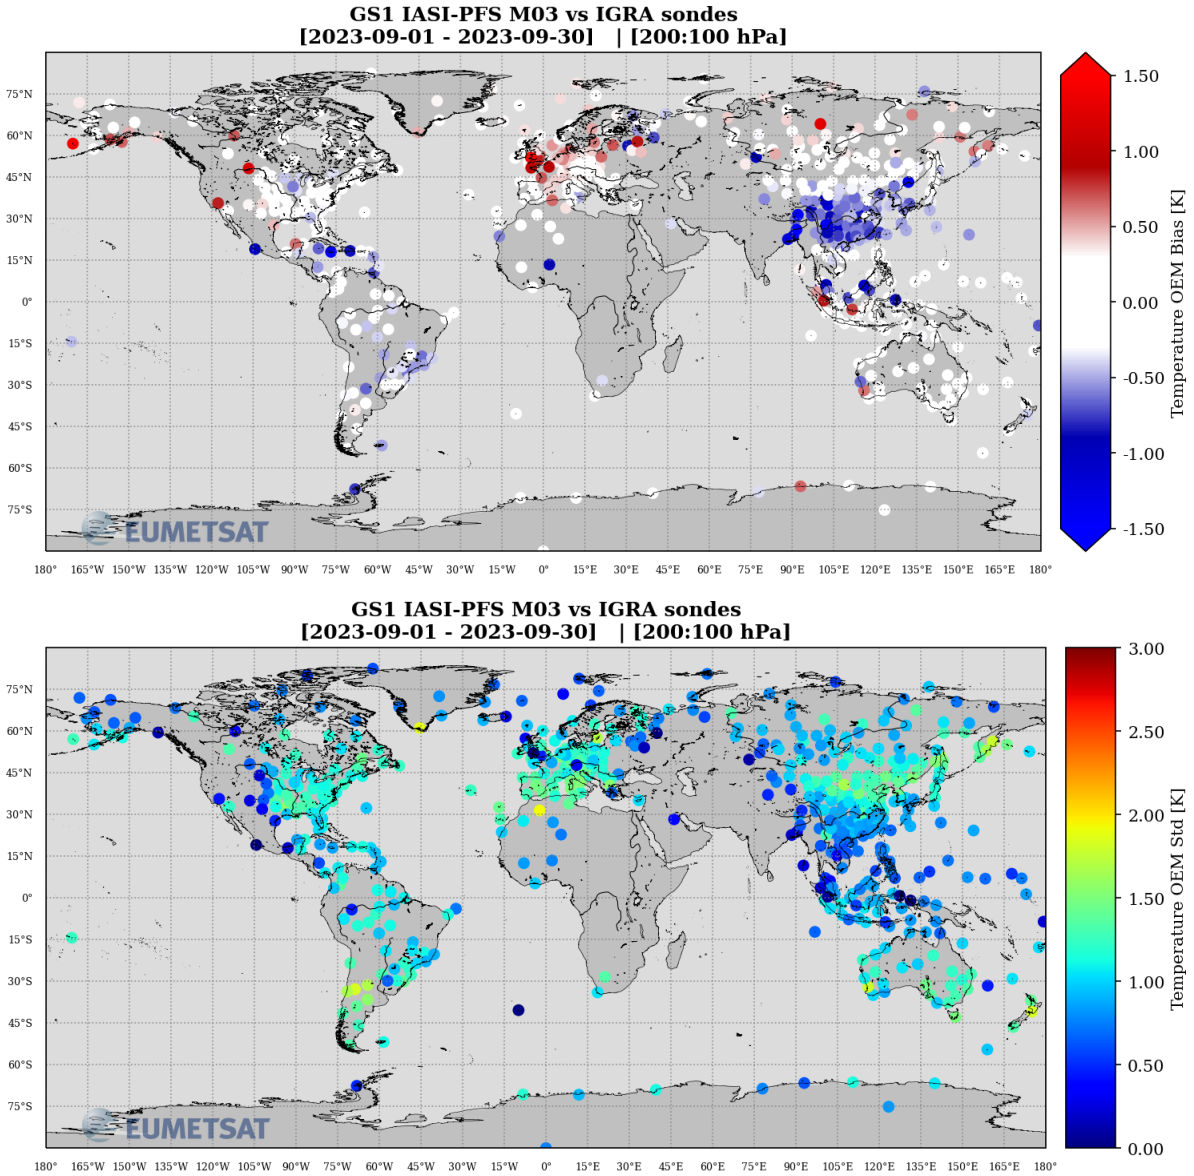 GS1 IASI-PFS M03 vs IGRA sondes
[2023-09-01 - 2023-09-30] | [200:100 hPa]
75°N
60°N
45°N
30°N
15°N
0°
15°S
30°S
45°S
60°S
75°S
EUMETSAT
180° 165°W 150°W 135°W 120°W 105°W 90°W 75°W 60°W 45°W 30°W 15°W 0° 15°E 30°E 45°E 60°E 75°E 90°E 105°E 120°E 135°E 150°E 165°E 180°
1.50
1.00
0.50
0.00
-0.50
-1.00
-1.50
Temperature OEM Bias [K]
GS1 IASI-PFS M03 vs IGRA sondes
[2023-09-01 - 2023-09-30] | [200:100 hPa]
75°N
60°N
45°N
30°N
15°N
0°
15°S
30°S
45°S
60°S
75°S
EUMETSAT
180° 165°W 150°W 135°W 120°W 105°W 90°W 75°W 60°W 45°W 30°W 15°W 0° 15°E 30°E 45°E 60°E 75°E 90°E 105°E 120°E 135°E 150°E 165°E 180°
3.00
2.50
2.00
1.50
1.00
0.50
0.00
Temperature OEM Std [K]